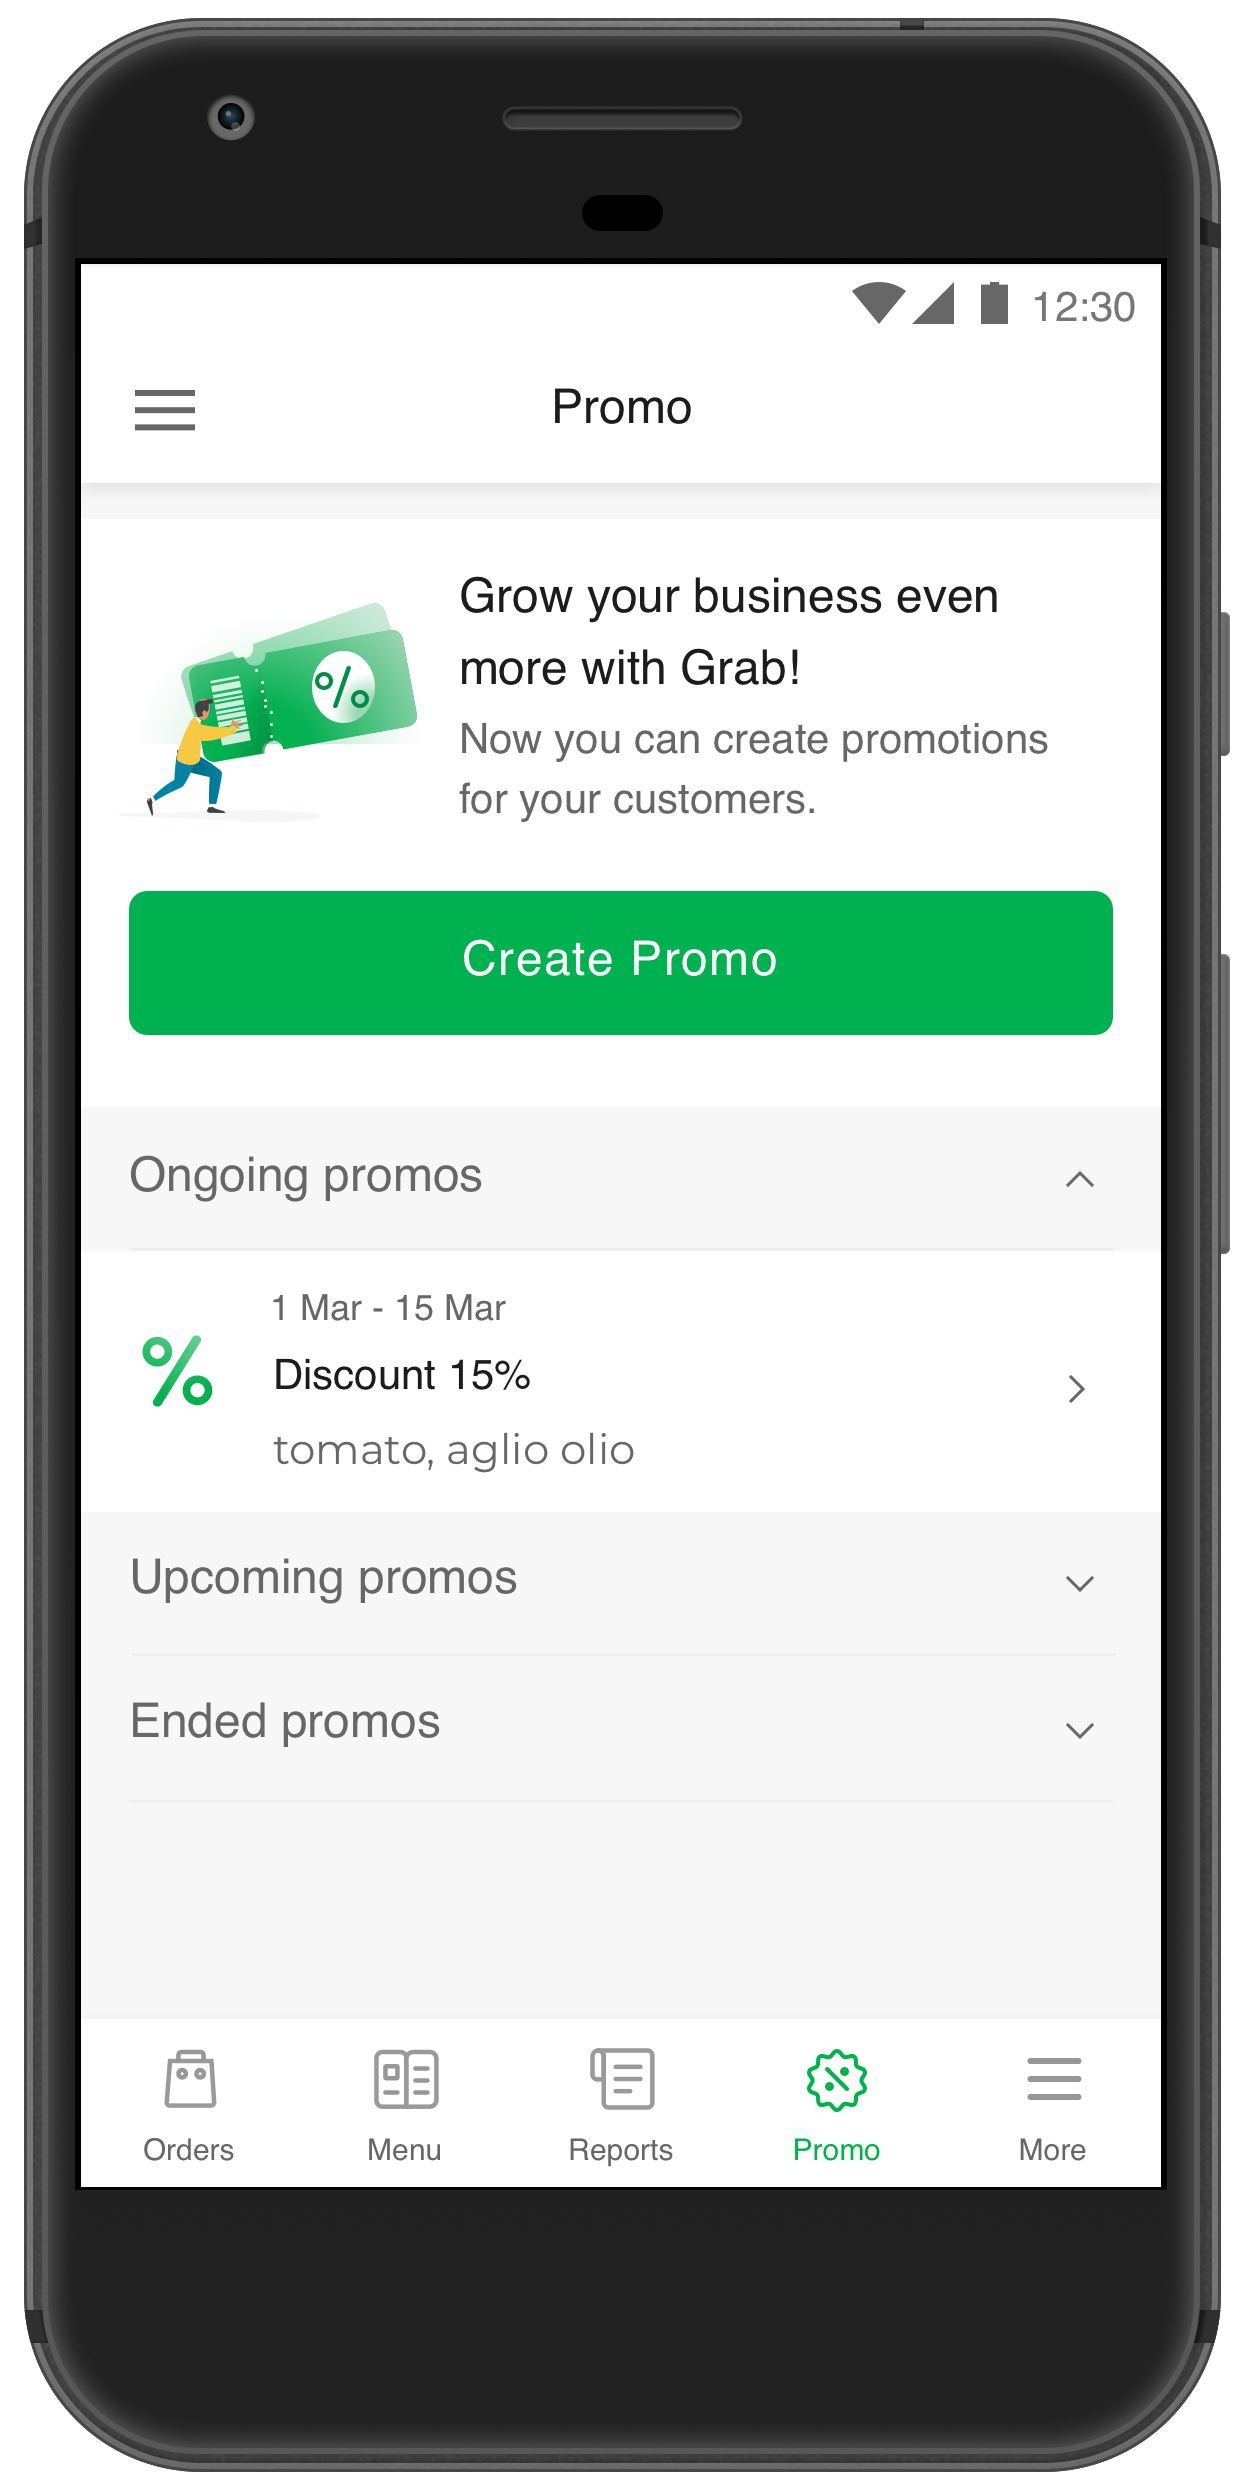 12:30
Promo
Grow your business even
more with Grab!
Now you can create promotions
for your customers.
Create Promo
Ongoing promos
1 Mar - 15 Mar
Discount 15%
tomato, aglio olio
Upcoming promos
Ended promos
Orders Menu Reports Promo More